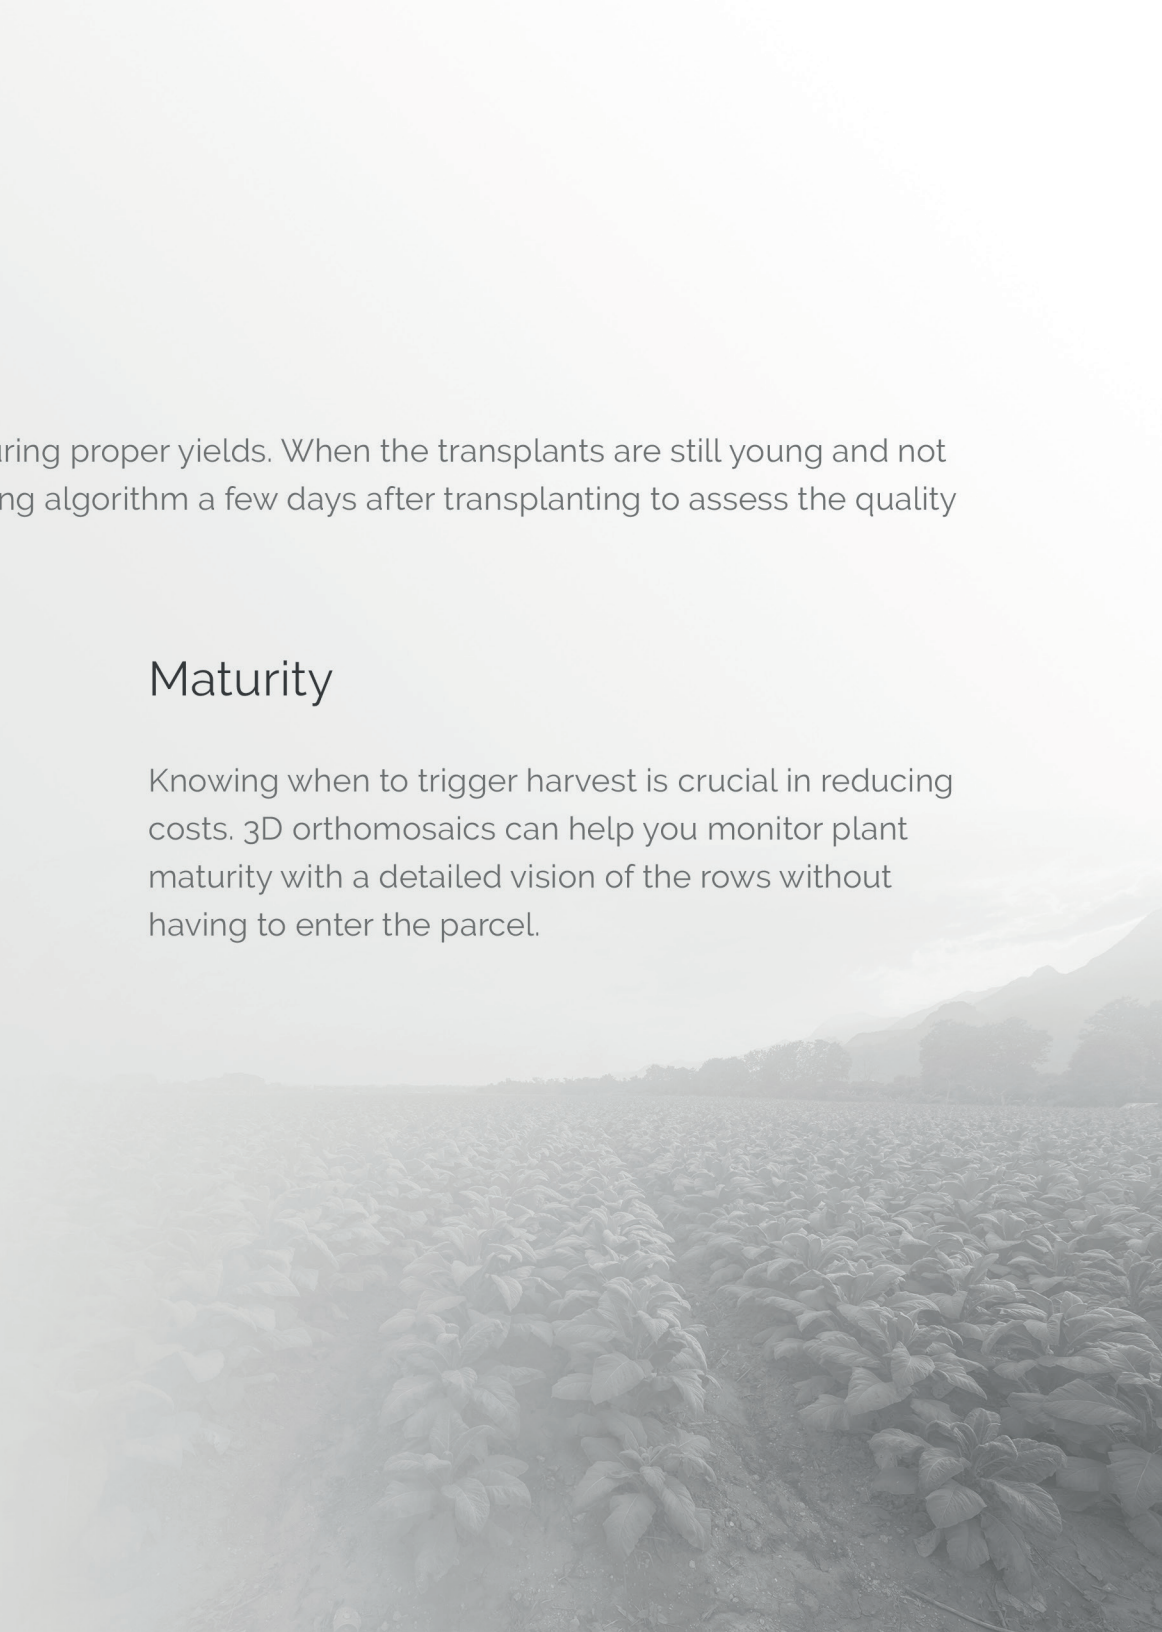 proper yields. When the transplants are still young and not
algorithm a few days after transplanting to assess the quality
Maturity
Knowing when to trigger harvest is crucial in reducing
costs. 3D orthomosaics can help you monitor plant
maturity with a detailed vision of the rows without
having to enter the parcel.